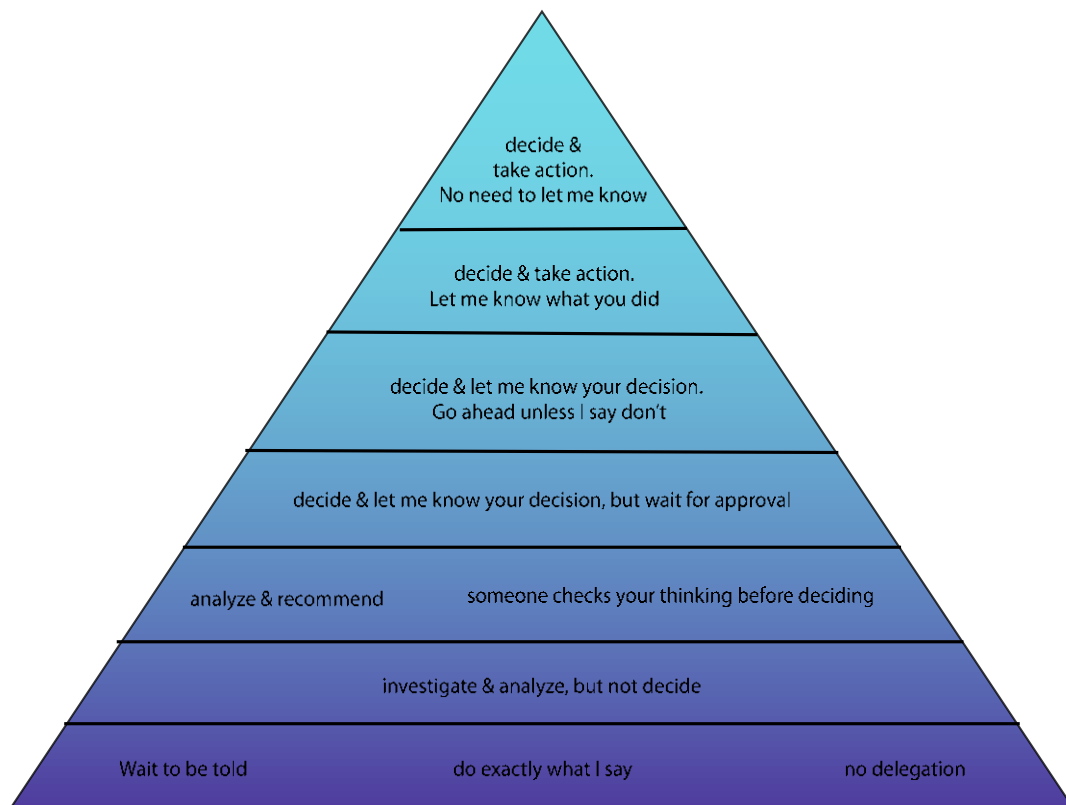 decide &
take action.
No need to let me know
decide & take action.
Let me know what you did
decide & let me know your decision.
Go ahead unless I say don't
decide & let me know your decision, but wait for approval
analyze & recommend
someone checks your thinking before deciding
investigate & analyze, but not decide
Wait to be told
do exactly what I say
no delegation